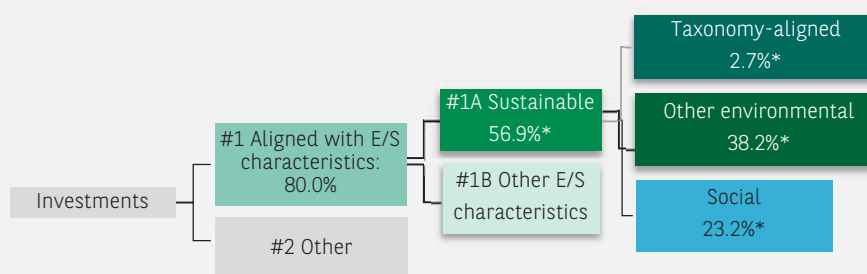 Investments
#1 Aligned with E/S
characteristics:
80.0%
#2 Other
#1A Sustainable
56.9%*
#1B Other E/S
characteristics
Taxonomy-aligned
2.7%*
Other environmental
38.2%*
Social
23.2%*